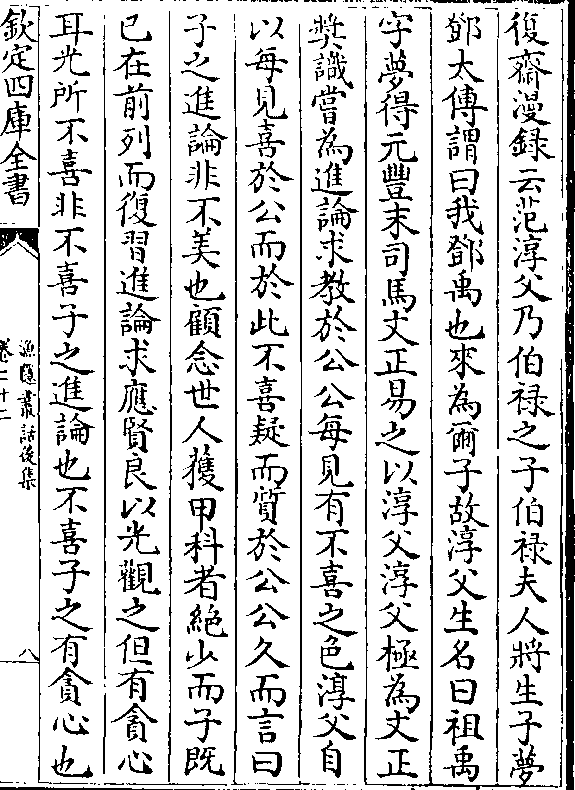 復齋漫録云范淳父乃伯禄之子伯禄夫人將生子夢
鄧太傅謂曰我鄧禹也來為爾子故淳父生名曰祖禹
字夢得元豐末司馬文正易之以淳父淳父極為文正
奬識嘗為進論求教於公公每見有不喜之色淳父自
以每見喜於公而於此不喜疑而質於公公久而言曰
子之進論非不美也顧念世人獲甲科者絶少而子既
已在前列而復習進論求應賢良以光觀之但有貪心
耳光所不喜非不喜子之進論也不喜子之有貪心也
欽定四庫全書
漁隱叢話後集
卷二十二
八